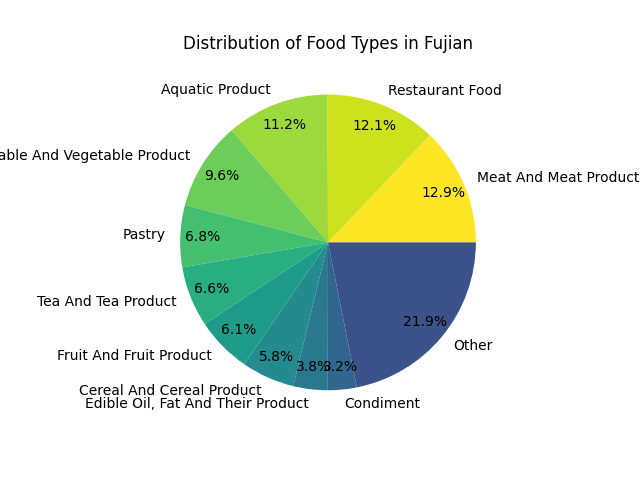 Distribution of Food Types in Fujian
Aquatic Product
Restaurant Food
11.2%
12.1%
able And Vegetable Product
9.6%
Meat And Meat Product
12.9%
Pastry
6.8%
Tea And Tea Product
6.6%
Fruit And Fruit Product
6.1%
21.9%
Other
5.8%
3.8%
3.2%
Cereal And Cereal Product
Edible Oil, Fat And Their Product
Condiment